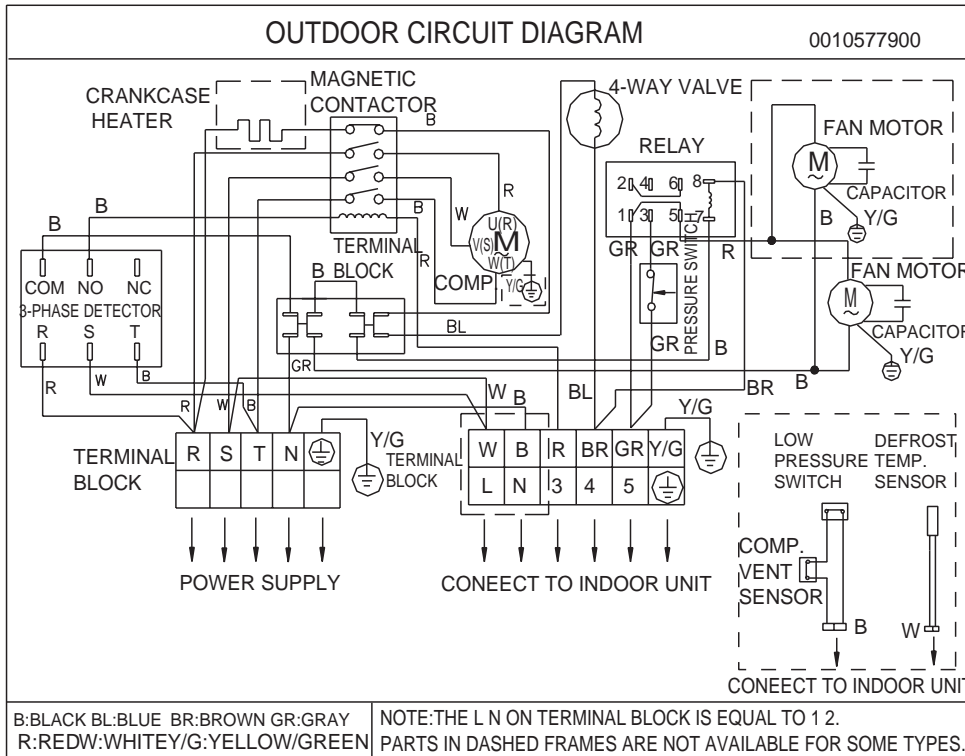 OUTDOOR CIRCUIT DIAGRAM
0010577900
CRANKCASE
HEATER
MAGNETIC
CONTACTOR
B
4-WAY VALVE
FAN MOTOR
M
~
CAPACITOR
Y/G
B
RELAY
2 4 6 8
1 3 5 7
GR GR R
PRESSURE SWITCH
GR
R
W
B
U(R)
V(S) M
~
W(T)
COMP.
Y/G
B B
TERMINAL
BLOCK
B
R
COM NO NC
3-PHASE DETECTOR
R S T
BL
GR
FAN MOTOR
M
~
CAPACITOR
Y/G
B
B
BR
R W B
R W B
W B
BL
TERMINAL
BLOCK
R S T N
Y/G
POWER SUPPLY
TERMINAL
BLOCK
W B R BR GR Y/G
L N 3 4 5
Y/G
CONEECT TO INDOOR UNIT
LOW
PRESSURE
SWITCH
DEFROST
TEMP.
SENSOR
COMP.
VENT
SENSOR
B
W
CONEECT TO INDOOR UNIT
B:BLACK BL:BLUE BR:BROWN GR:GRAY
R:REDW:WHITEY/G:YELLOW/GREEN
NOTE:THE L N ON TERMINAL BLOCK IS EQUAL TO 1 2.
PARTS IN DASHED FRAMES ARE NOT AVAILABLE FOR SOME TYPES.